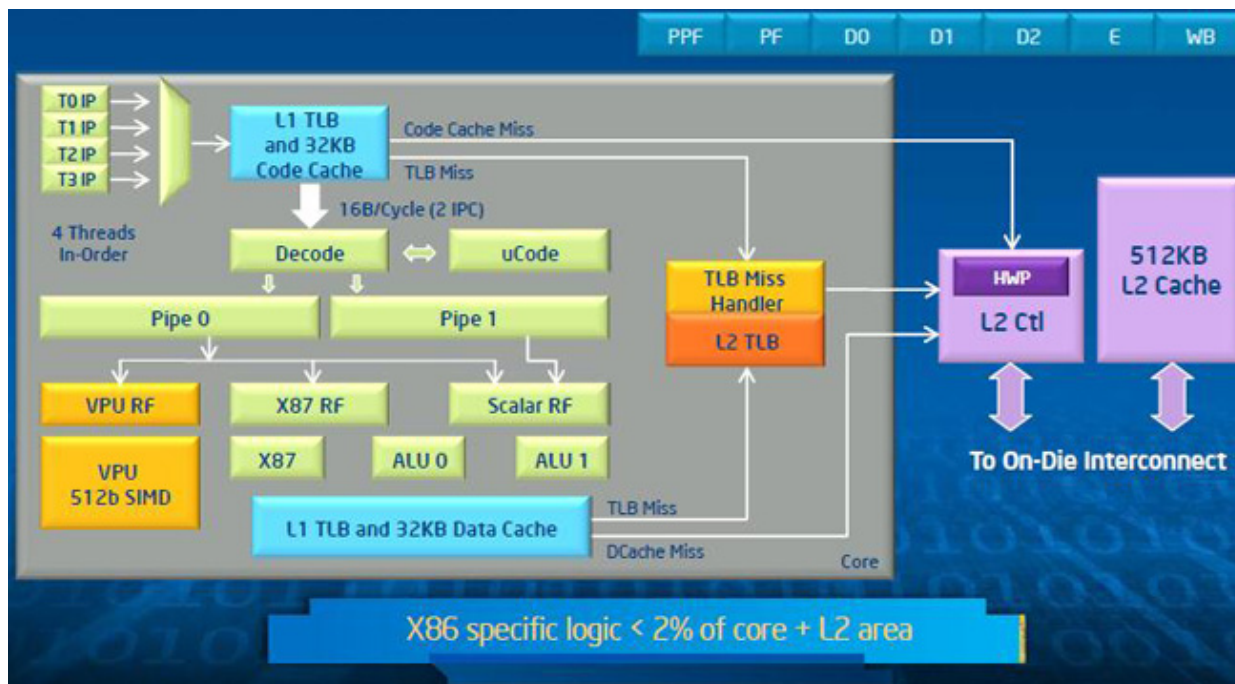 PPF PF D0 D1 D2 E WB
T0 IP
T1 IP
T2 IP
T3 IP
4 Threads
In-Order
L1 TLB
and 32KB
Code Cache
Code Cache Miss
TLB Miss
16B/Cycle (2 IPC)
Decode
uCode
Pipe 0
Pipe 1
TLB Miss
Handler
L2 TLB
HWP
L2 Ctl
512KB
L2 Cache
VPU RF
X87 RF
Scalar RF
VPU
512b SIMD
X87
ALU 0
ALU 1
To On-Die Interconnect
L1 TLB and 32KB Data Cache
TLB Miss
DCache Miss
Core
X86 specific logic < 2% of core + L2 area